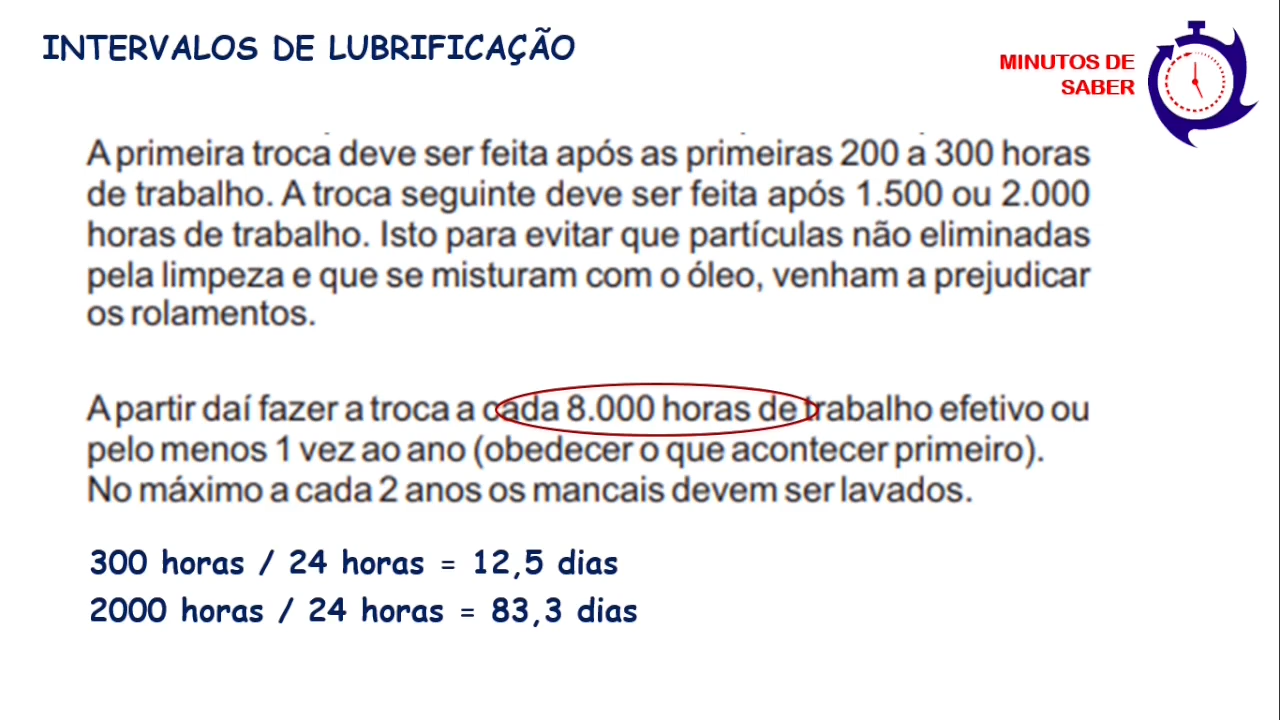 INTERVALOS DE LUBRIFICAÇÃO
MINUTOS DE
SABER
A primeira troca deve ser feita após as primeiras 200 a 300 horas
de trabalho. A troca seguinte deve ser feita após 1.500 ou 2.000
horas de trabalho. Isto para evitar que partículas não eliminadas
pela limpeza e que se misturam com o óleo, venham a prejudicar
os rolamentos.
A partir daí fazer a troca a cada 8.000 horas de trabalho efetivo ou
pelo menos 1 vez ao ano (obedecer o que acontecer primeiro).
No máximo a cada 2 anos os mancais devem ser lavados.
300 horas / 24 horas = 12,5 dias
2000 horas / 24 horas = 83,3 dias